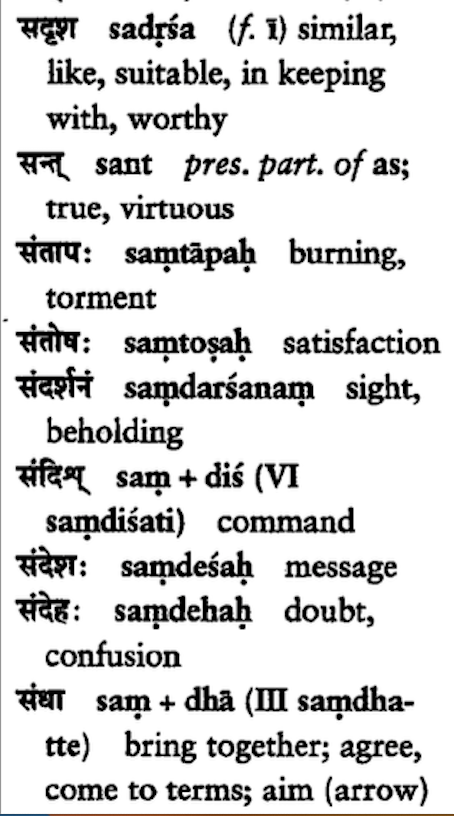 सदृश sadṛśa (f. ī) similar,
like, suitable, in keeping
with, worthy
सन्त् sant pres. part. of as;
true, virtuous
संतापः saṃtāpaḥ burning,
torment
संतोषः saṃtoṣaḥ satisfaction
संदर्शनं saṃdarśanaṃ sight,
beholding
संदिश् saṃ + diś (VI
saṃdiśati) command
संदेशः saṃdeśaḥ message
संदेहः saṃdehaḥ doubt,
confusion
संधा saṃ + dhā (III saṃdha-
tte) bring together; agree,
come to terms; aim (arrow)